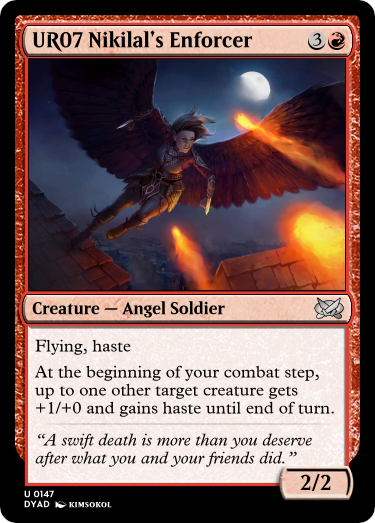 UR07 Nikilal's Enforcer 3
Creature — Angel Soldier
Flying, haste
At the beginning of your combat step,
up to one other target creature gets
+1/+0 and gains haste until end of turn.
"A swift death is more than you deserve
after what you and your friends did."
2/2
U 0147
DYAD KIMSOKOL